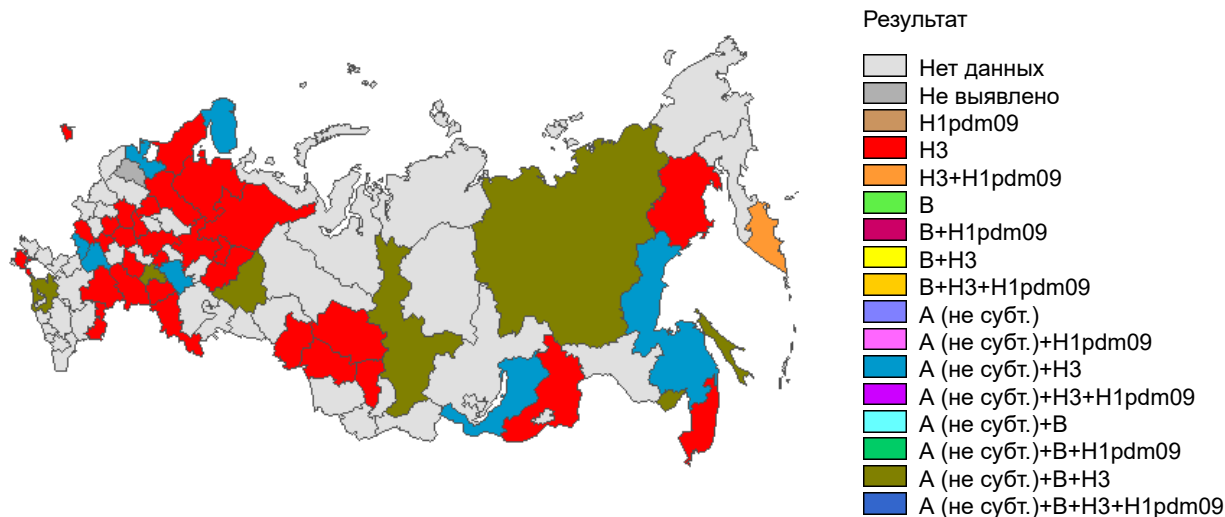 Результат
Нет данных
Не выявлено
H1pdm09
H3
H3+H1pdm09
B
B+H1pdm09
B+H3
B+H3+H1pdm09
А (не субт.)
А (не субт.)+H1pdm09
А (не субт.)+H3
А (не субт.)+H3+H1pdm09
А (не субт.)+B
А (не субт.)+B+H1pdm09
А (не субт.)+B+H3
А (не субт.)+B+H3+H1pdm09